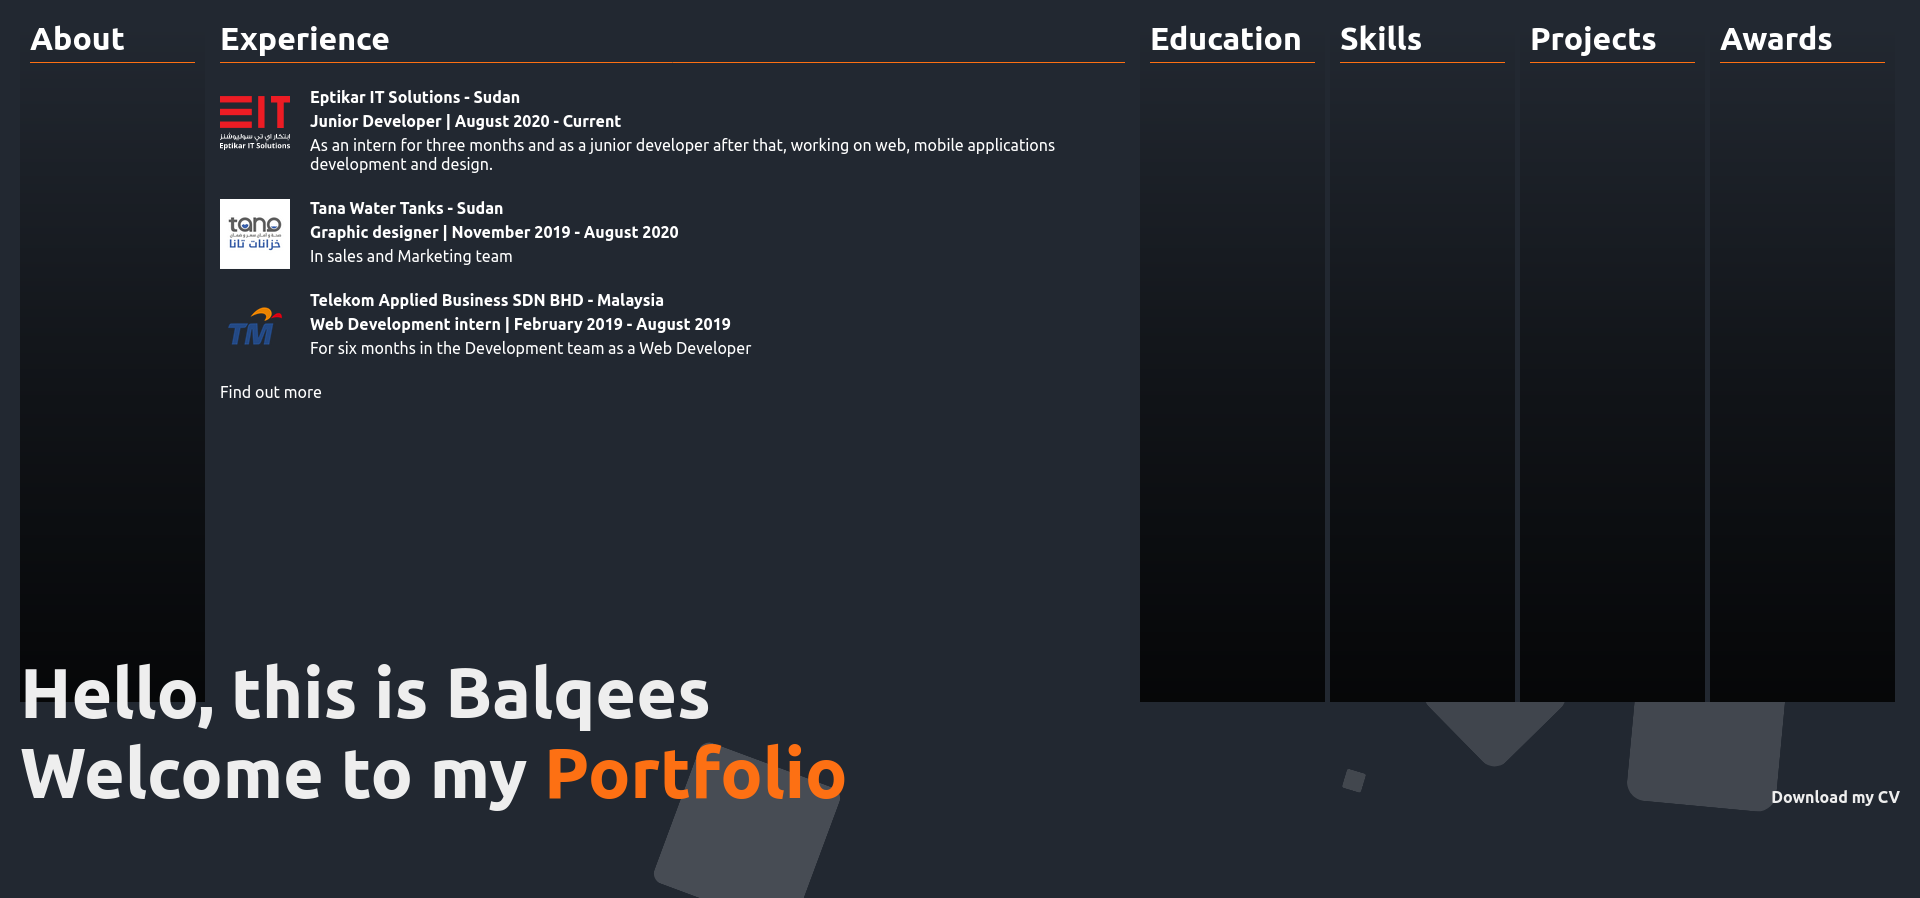 About
Experience
EIT
ابتكار اي تي سوليوشنز
Eptikar IT Solutions
Eptikar IT Solutions - Sudan
Junior Developer | August 2020 - Current
As an intern for three months and as a junior developer after that, working on web, mobile applications
development and design.
tana
خزانات تانا
Tana Water Tanks - Sudan
Graphic designer | November 2019 - August 2020
In sales and Marketing team
TM
Telekom Applied Business SDN BHD - Malaysia
Web Development intern | February 2019 - August 2019
For six months in the Development team as a Web Developer
Find out more
Education
Skills
Projects
Awards
Hello, this is Balqees
Welcome to my Portfolio
Download my CV